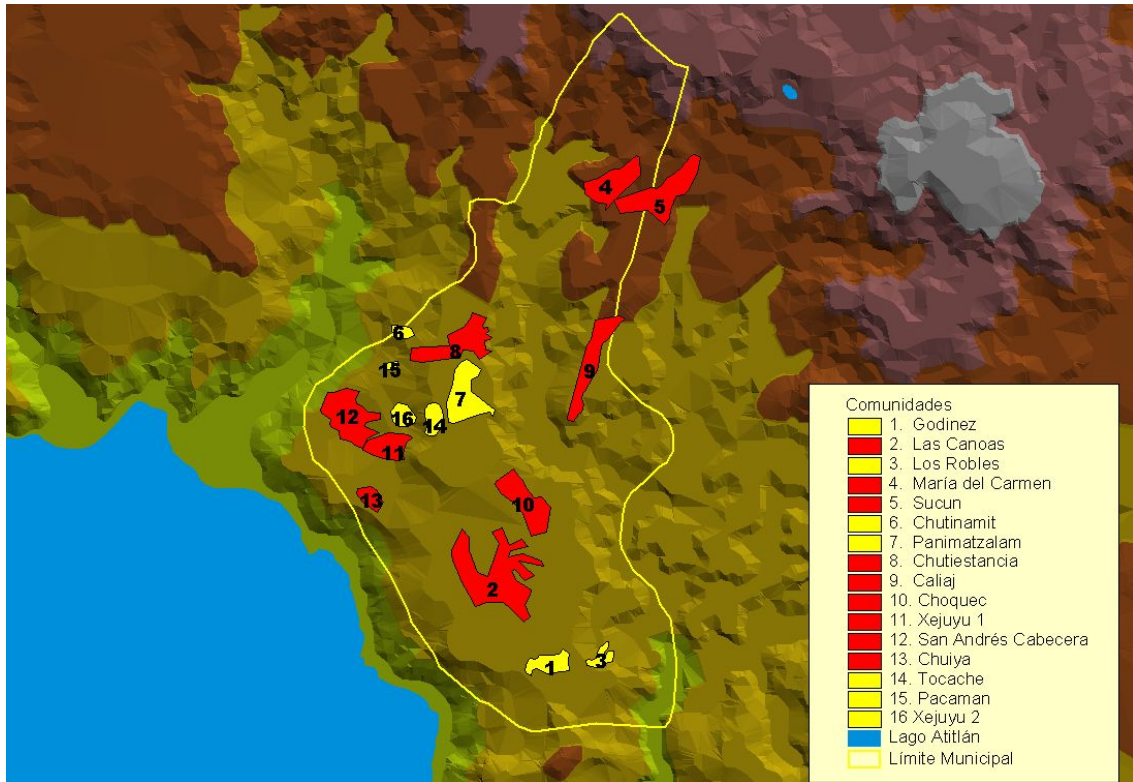 4
5
6
8
9
15
7
12
16
14
11
13
10
2
1
3
Comunidades
1. Godinez
2. Las Canoas
3. Los Robles
4. María del Carmen
5. Sucun
6. Chutinamit
7. Panimatzalam
8. Chutiestancia
9. Caliaj
10. Choquec
11. Xejuyu 1
12. San Andrés Cabecera
13. Chuiya
14. Tocache
15. Pacaman
16 Xejuyu 2
Lago Atitlán
Límite Municipal